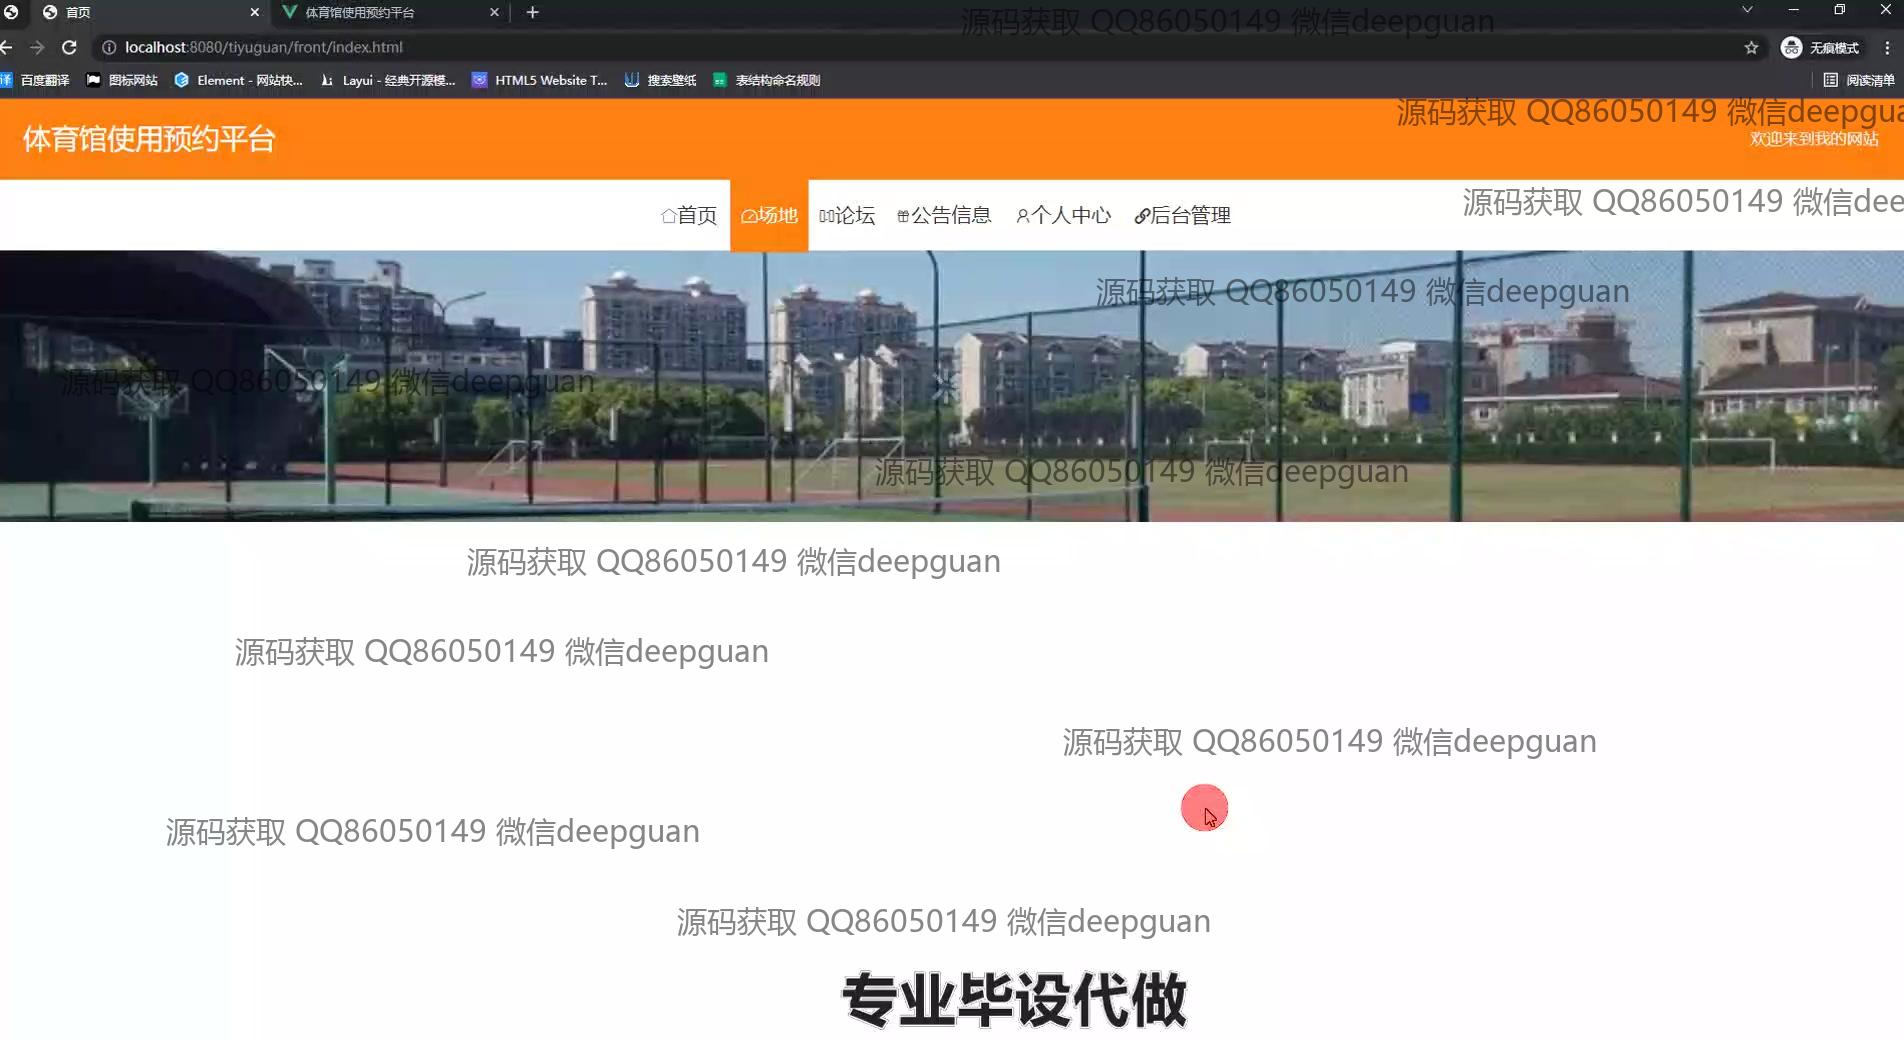 首页
体育馆使用预约平台
源码获取 QQ86050149 微信deepguan
localhost:8080/tiyuguan/front/index.html
无痕模式
百度翻译
图标网站
Element - 网站快...
Layui - 经典开源模...
HTML5 Website T...
搜索壁纸
表结构命名规则
阅读清单
源码获取 QQ86050149 微信deepgua
体育馆使用预约平台
欢迎来到我的网站
源码获取 QQ86050149 微信dee
首页
场地
论坛
公告信息
个人中心
后台管理
源码获取 QQ86050149 微信deepguan
源码获取 QQ86050149 微信deepguan
源码获取 QQ86050149 微信deepguan
源码获取 QQ86050149 微信deepguan
源码获取 QQ86050149 微信deepguan
源码获取 QQ86050149 微信deepguan
源码获取 QQ86050149 微信deepguan
源码获取 QQ86050149 微信deepguan
专业毕设代做